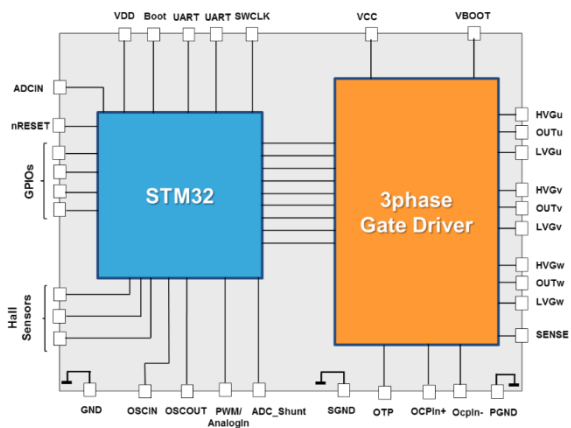 VDD Boot UART UART SWCLK VCC VBOOT
ADCIN
nRESET
GPIOs
Hall
Sensors
STM32
3phase
Gate Driver
HVGu
OUTu
LVGu
HVGv
OUTv
LVGv
HVGw
OUTw
LVGw
SENSE
GND OSCIN OSCOUT PWM/
AnalogIn ADC_Shunt SGND OTP OCPIn+ OcpIn- PGND